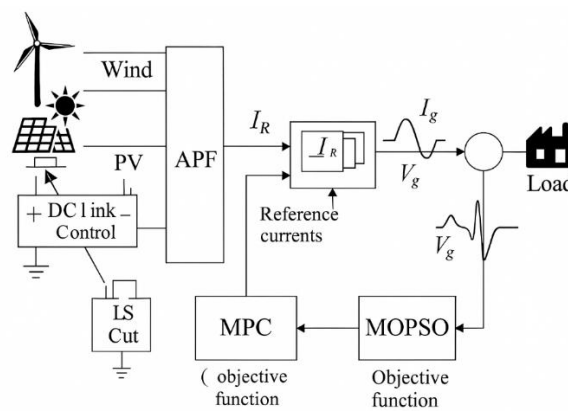 Wind
PV
APF
I_R
I_R
Reference
currents
I_g
V_g
Load
V_g
+ DC link −
Control
LS
Cut
MPC
( objective
function
MOPSO
Objective
function